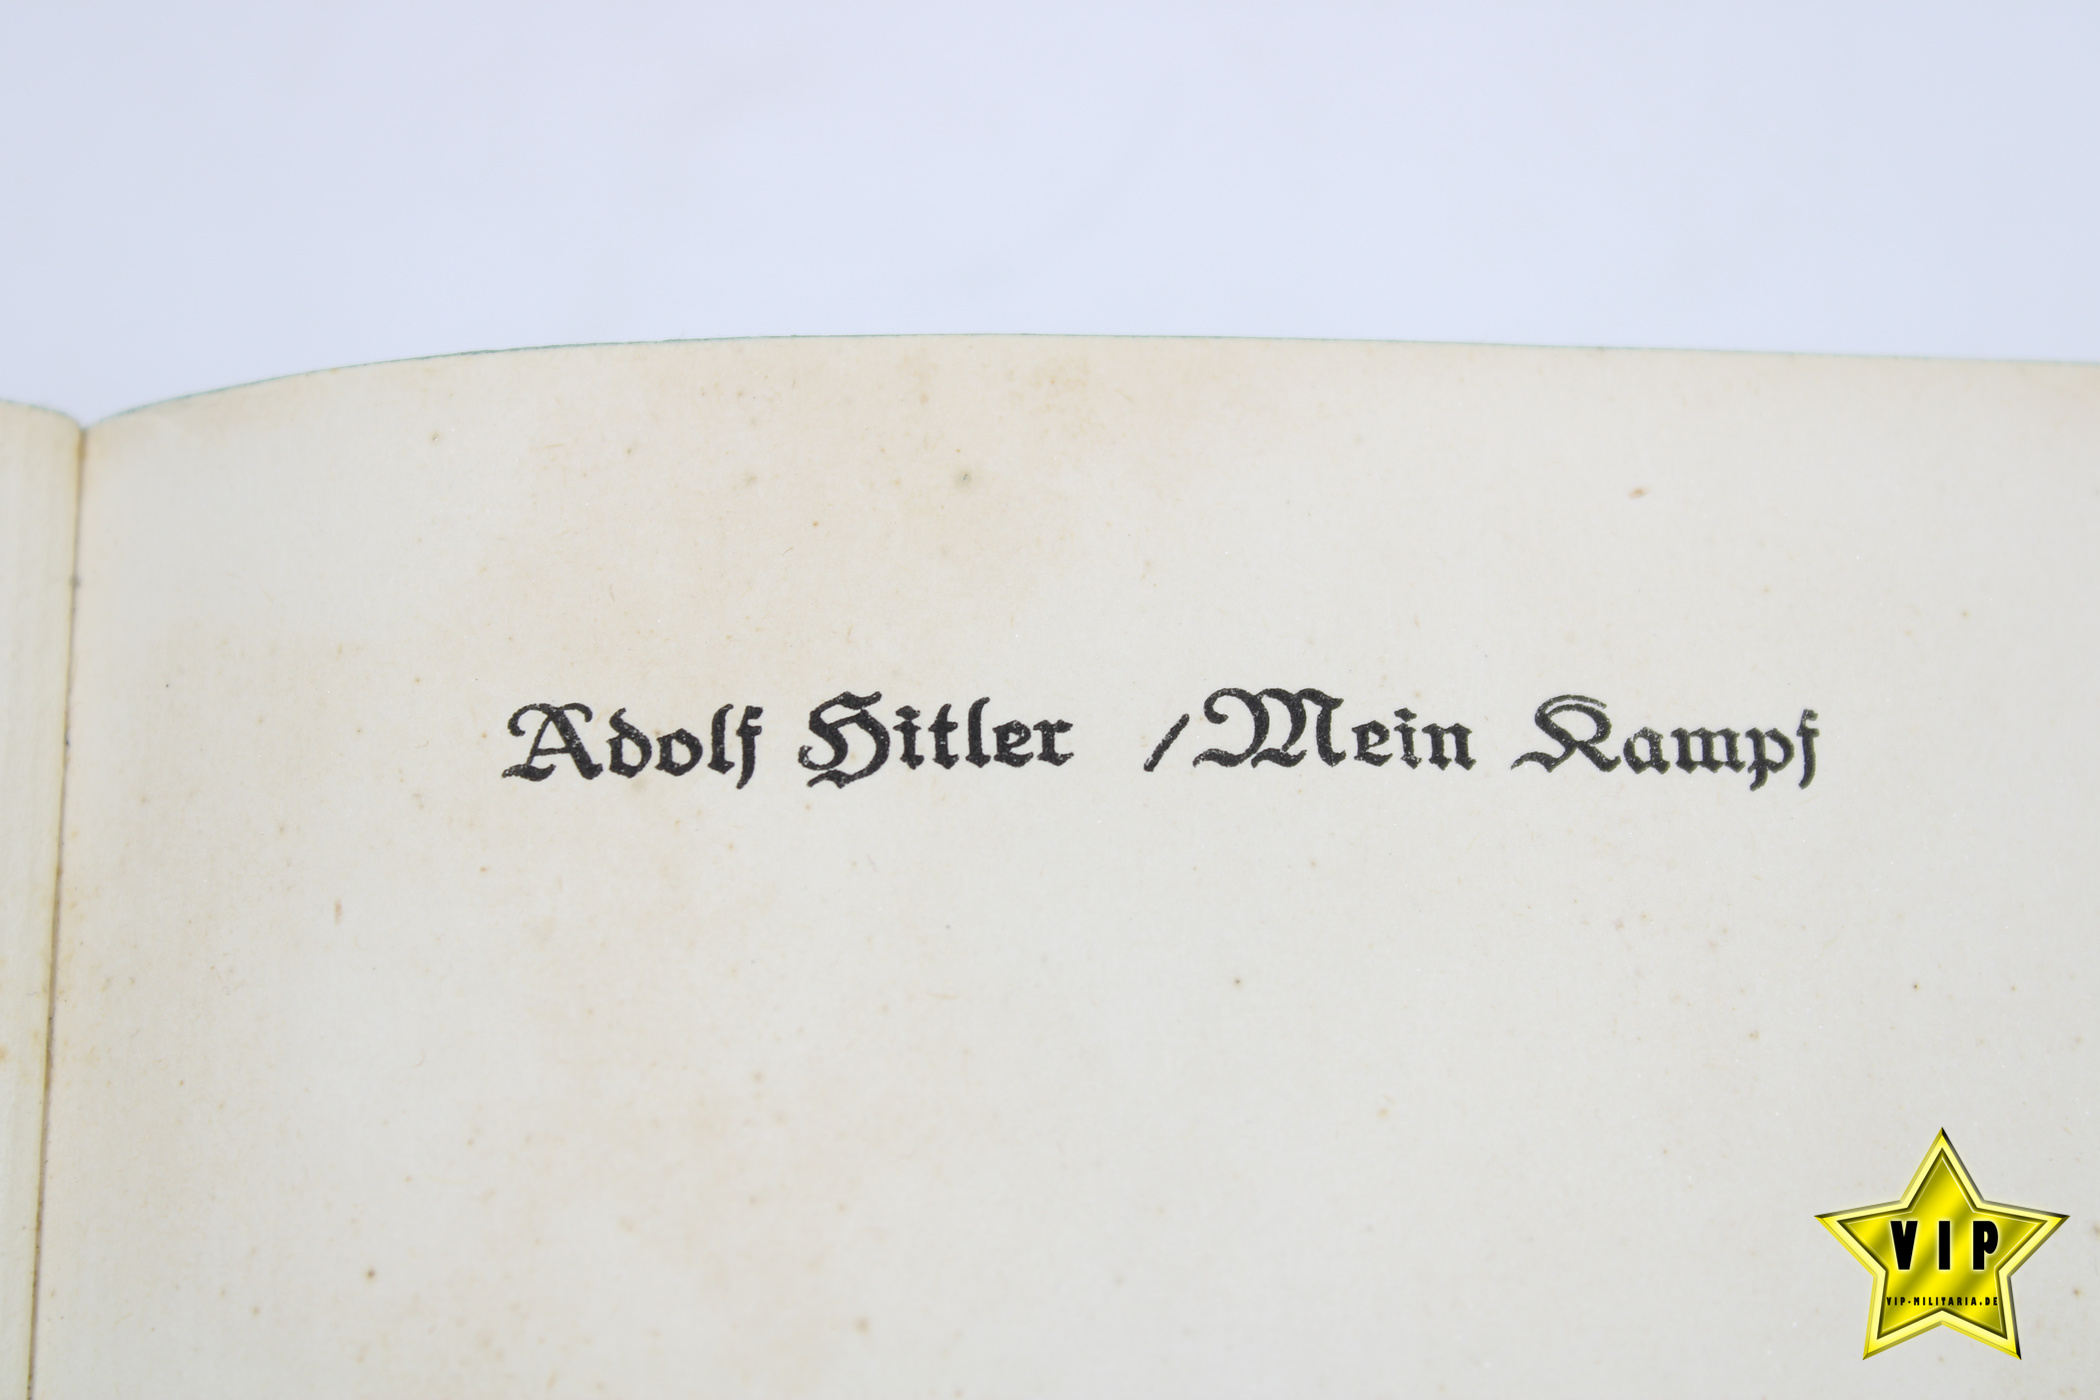 Adolf Hitler / Mein Kampf
VIP
VIP-MILITARIA.DE